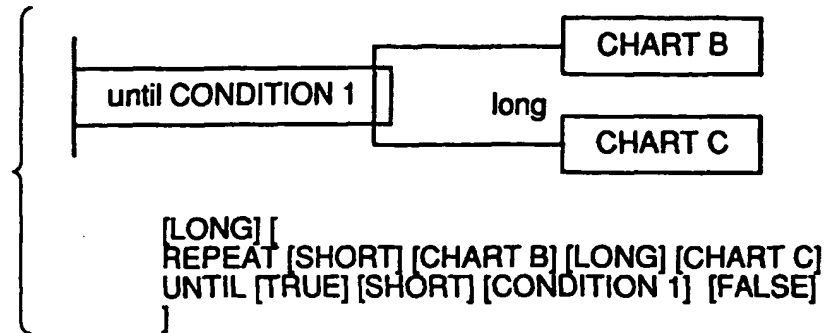 CHART B
until CONDITION 1
long
CHART C
[LONG] [
REPEAT [SHORT] [CHART B] [LONG] [CHART C]
UNTIL [TRUE] [SHORT] [CONDITION 1] [FALSE]
]